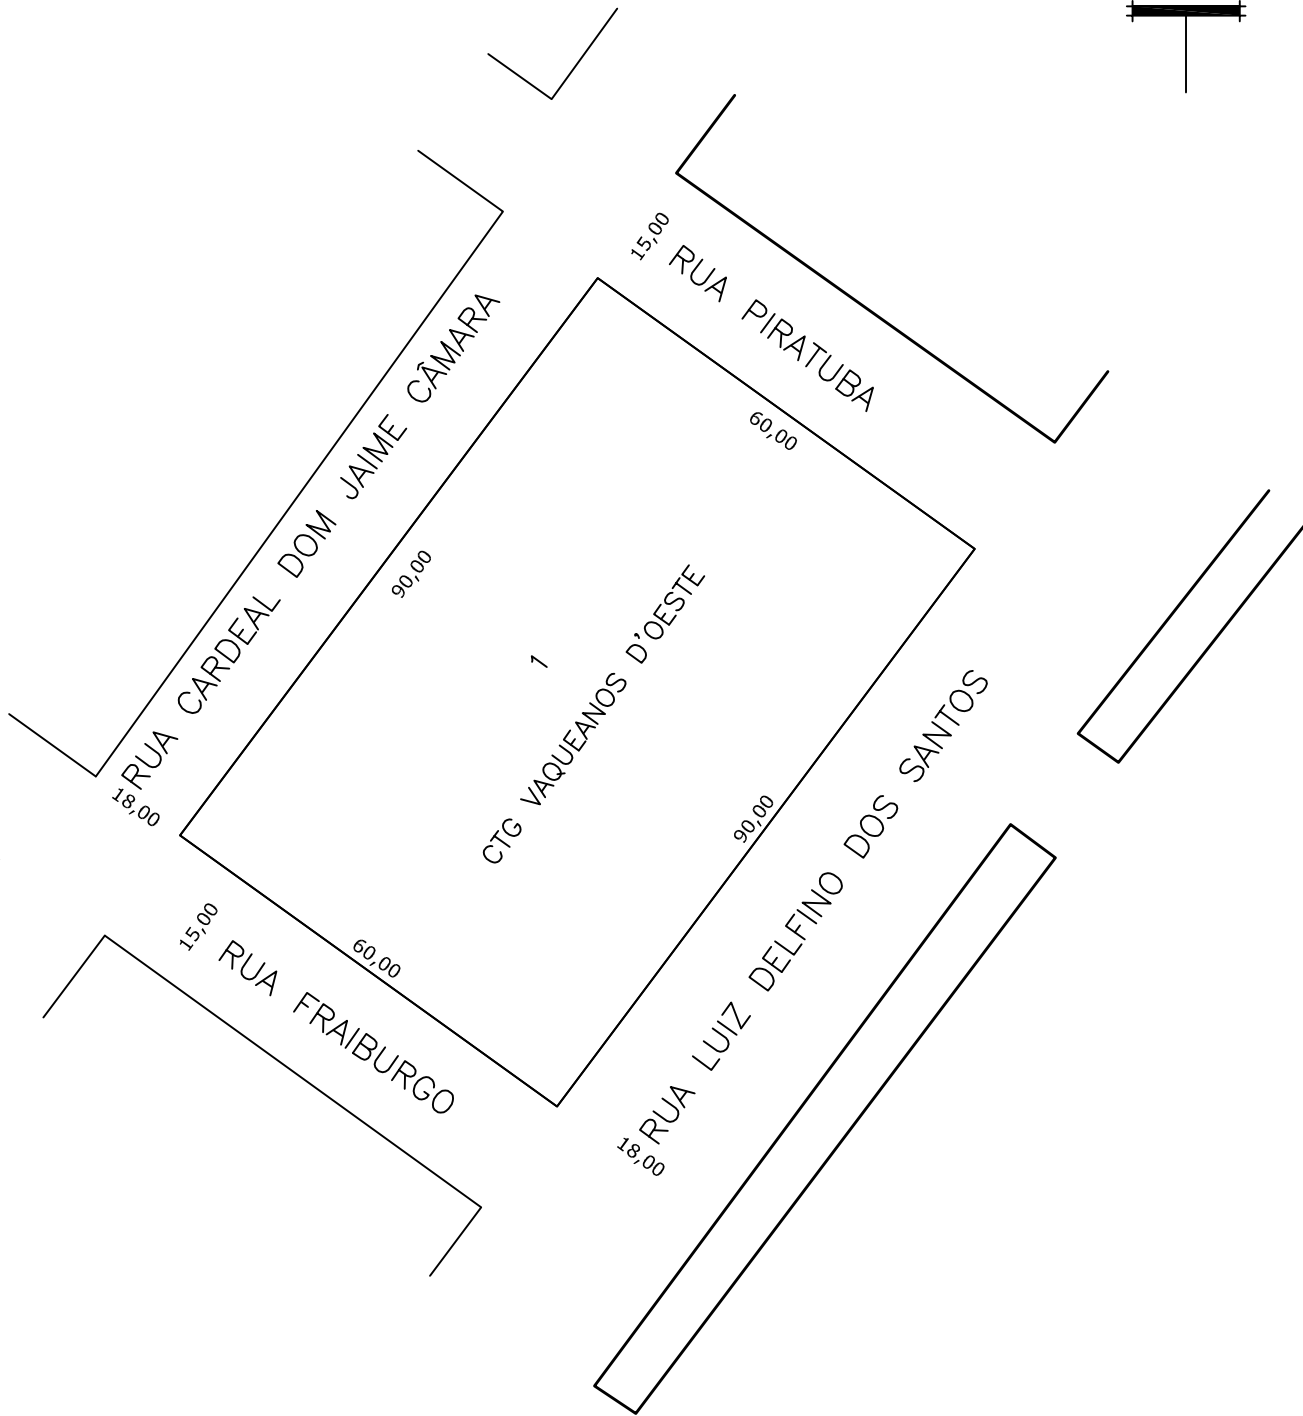 15,00
RUA PIRATUBA
60,00
RUA CARDEAL DOM JAIME CÂMARA
18,00
90,00
1
CTG VAQUEANOS D'OESTE
90,00
RUA LUIZ DELFINO DOS SANTOS
18,00
60,00
15,00
RUA FRAIBURGO